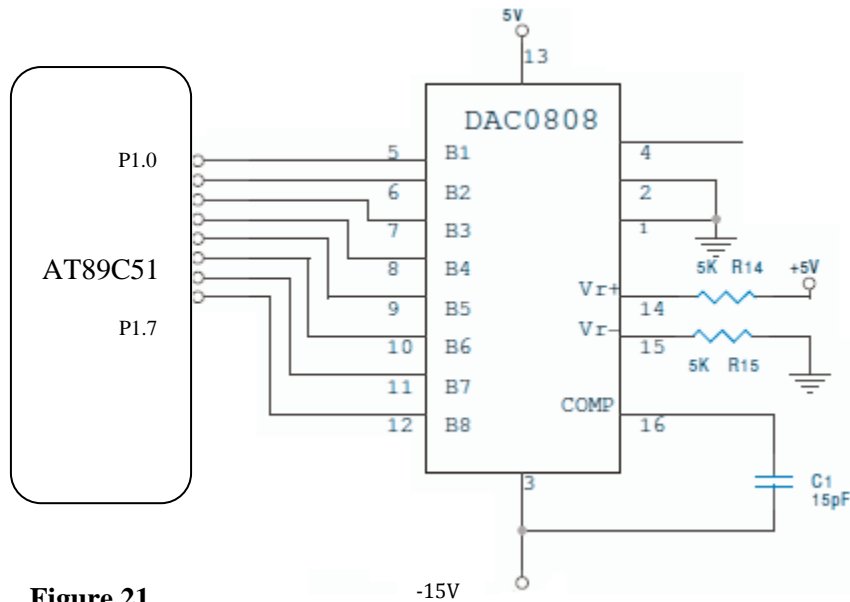 5V
13
DAC0808
P1.0
5 B1
4
6 B2
2
7 B3
1
AT89C51
8 B4
5K R14 +5V
Vr+
9 B5
14
Vr-
P1.7
10 B6
15
5K R15
11 B7
COMP
12 B8
16
3
C1
15pF
Figure 21
-15V